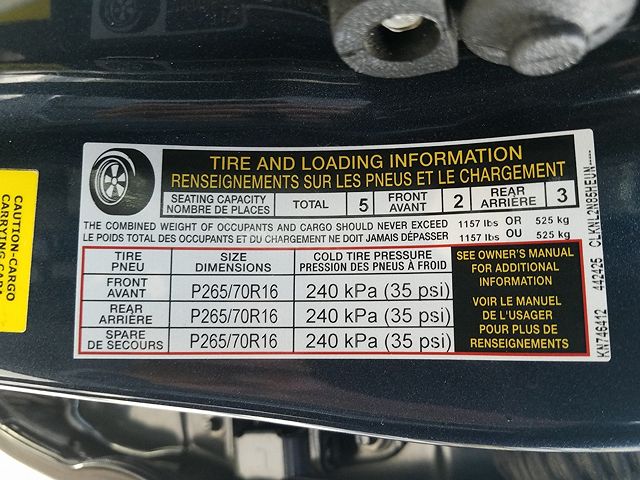 TIRE AND LOADING INFORMATION
RENSEIGNEMENTS SUR LES PNEUS ET LE CHARGEMENT
SEATING CAPACITY
NOMBRE DE PLACES
TOTAL 5
FRONT
AVANT
2
REAR
ARRIÈRE
3
THE COMBINED WEIGHT OF OCCUPANTS AND CARGO SHOULD NEVER EXCEED 1157 lbs OR 525 kg
LE POIDS TOTAL DES OCCUPANTS ET DU CHARGEMENT NE DOIT JAMAIS DÉPASSER 1157 lbs OU 525 kg
TIRE
PNEU
SIZE
DIMENSIONS
COLD TIRE PRESSURE
PRESSION DES PNEUS À FROID
FRONT
AVANT
P265/70R16 240 kPa (35 psi)
REAR
ARRIÈRE
P265/70R16 240 kPa (35 psi)
SPARE
DE SECOURS
P265/70R16 240 kPa (35 psi)
SEE OWNER'S MANUAL
FOR ADDITIONAL
INFORMATION
VOIR LE MANUEL
DE L'USAGER
POUR PLUS DE
RENSEIGNEMENTS
KN746412 442425 CLKNL2N85HEUN-----
CAUTION-CARGO